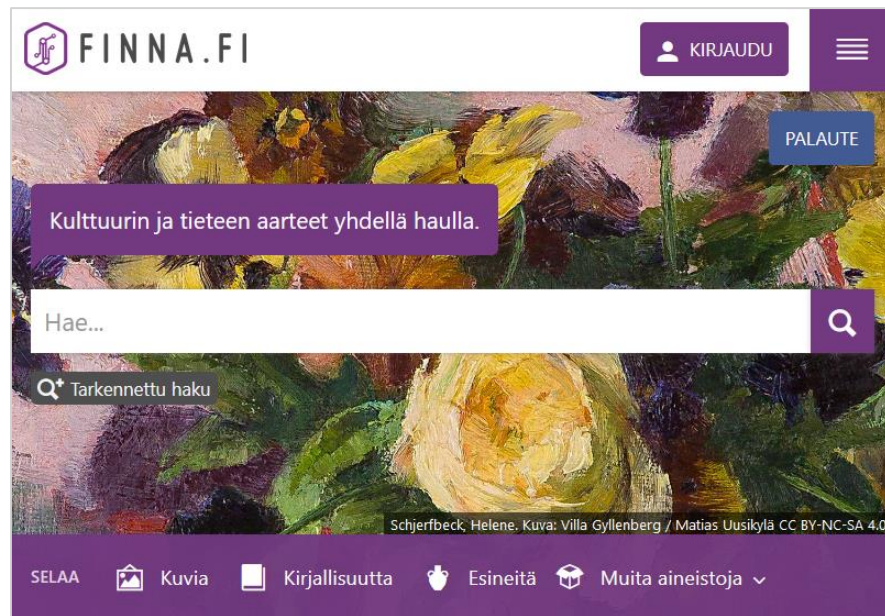 FINNA.FI
KIRJAUDU
PALAUTE
Kulttuurin ja tieteen aarteet yhdellä haulla.
Hae...
Tarkennettu haku
Schjerfbeck, Helene. Kuva: Villa Gyllenberg / Matias Uusikylä CC BY-NC-SA 4.0
SELAA Kuvia Kirjallisuutta Esineitä Muita aineistoja